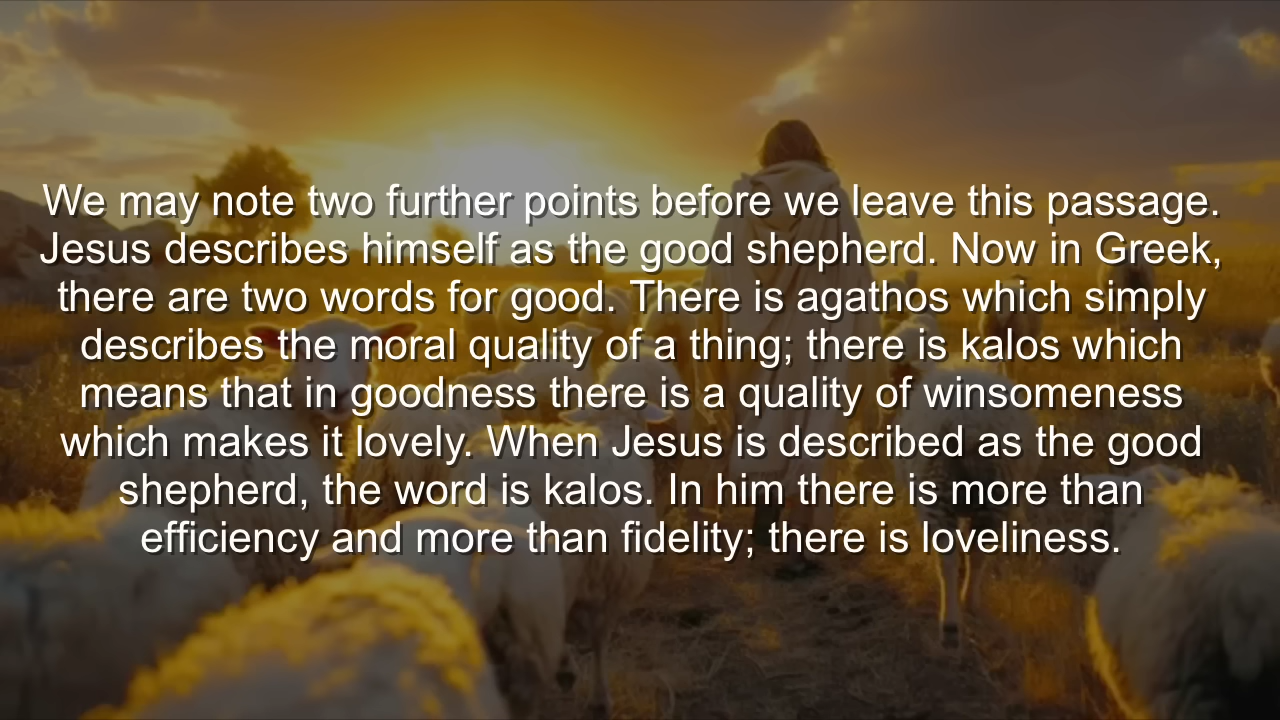 We may note two further points before we leave this passage.
Jesus describes himself as the good shepherd. Now in Greek,
there are two words for good. There is agathos which simply
describes the moral quality of a thing; there is kalos which
means that in goodness there is a quality of winsomeness
which makes it lovely. When Jesus is described as the good
shepherd, the word is kalos. In him there is more than
efficiency and more than fidelity; there is loveliness.